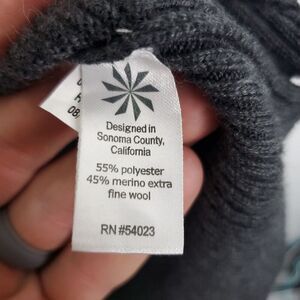 Designed in
Sonoma County,
California
55% polyester
45% merino extra
fine wool
RN #54023